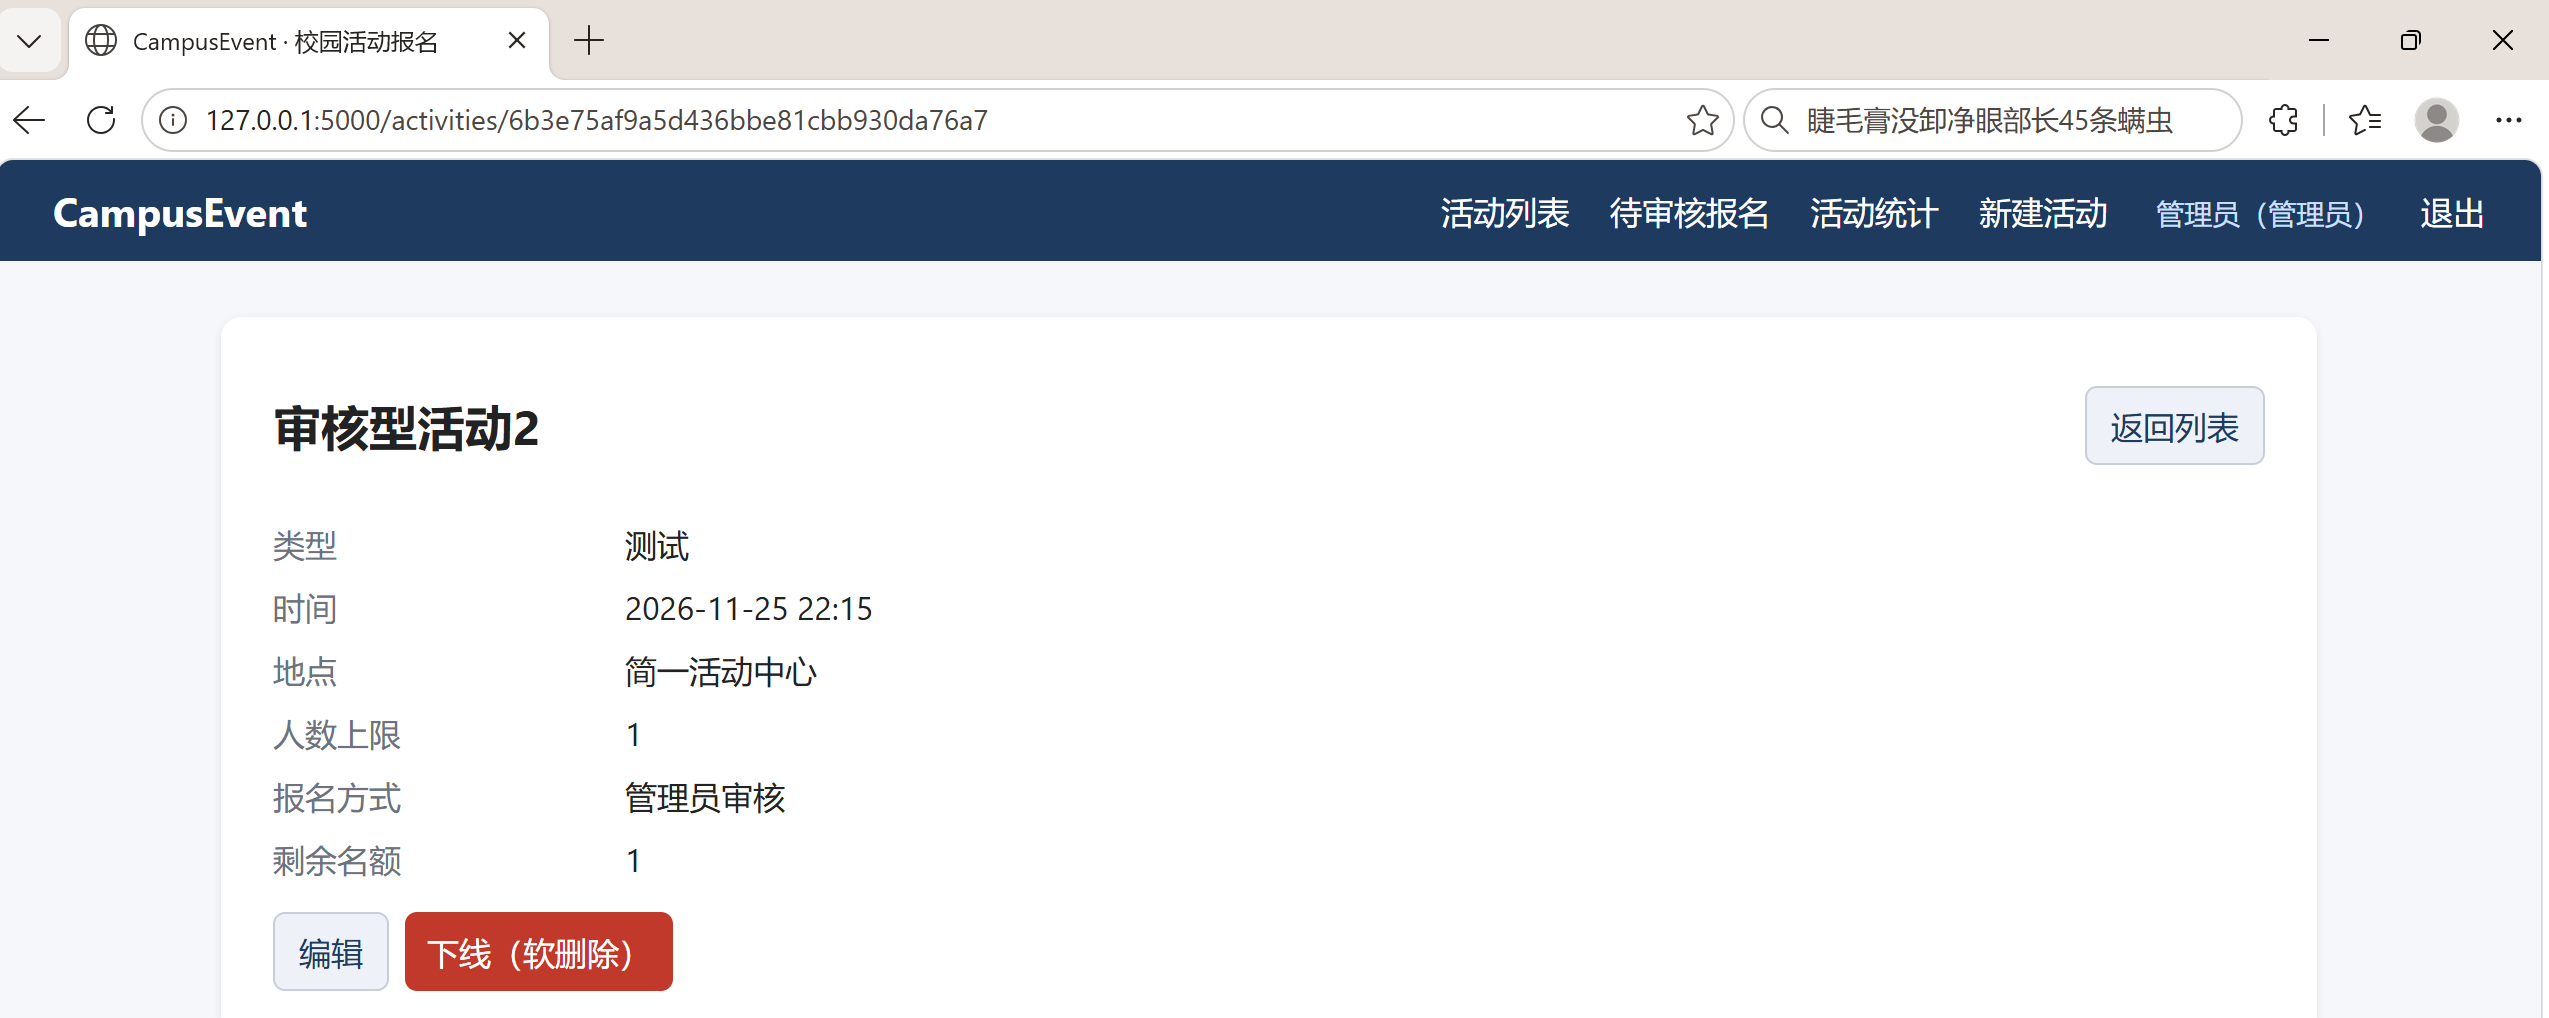 CampusEvent · 校园活动报名
127.0.0.1:5000/activities/6b3e75af9a5d436bbe81cbb930da76a7
睫毛膏没卸净眼部长45条螨虫
CampusEvent
活动列表
待审核报名
活动统计
新建活动
管理员（管理员）
退出
审核型活动2
返回列表
类型 测试
时间 2026-11-25 22:15
地点 简一活动中心
人数上限 1
报名方式 管理员审核
剩余名额 1
编辑
下线（软删除）